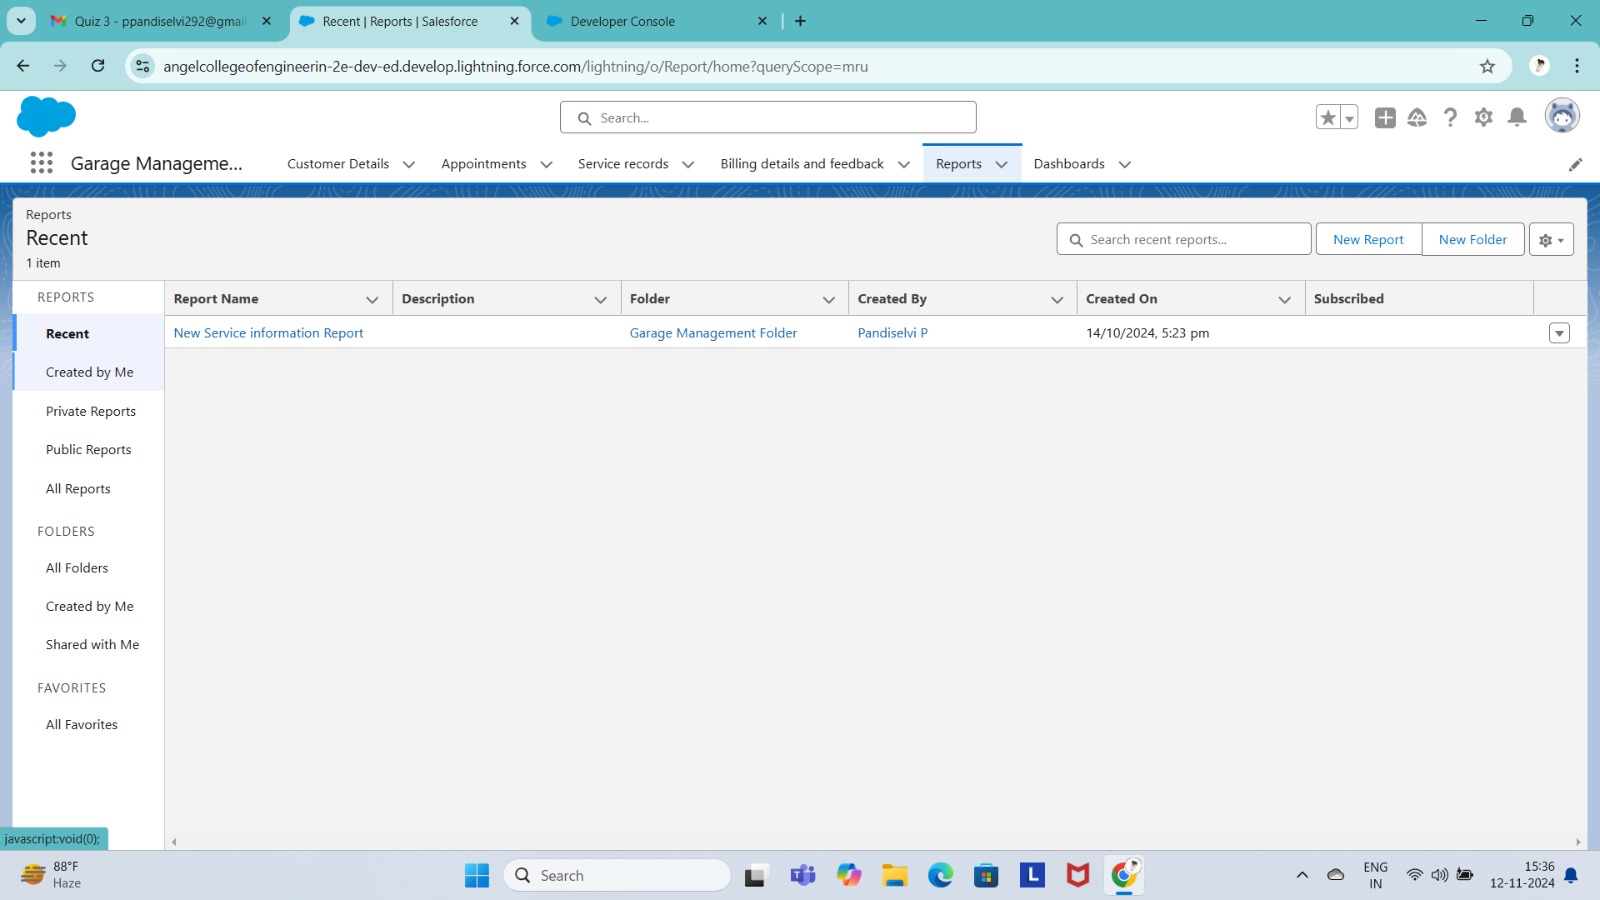 Quiz 3 - ppandiselvi292@gmail
Recent | Reports | Salesforce
Developer Console
angelcollegeofengineerin-2e-dev-ed.develop.lightning.force.com/lightning/o/Report/home?queryScope=mru
Search...
Garage Manageme...
Customer Details
Appointments
Service records
Billing details and feedback
Reports
Dashboards
Reports
Recent
1 item
Search recent reports...
New Report
New Folder
REPORTS
Recent
Created by Me
Private Reports
Public Reports
All Reports
FOLDERS
All Folders
Created by Me
Shared with Me
FAVORITES
All Favorites
Report Name
Description
Folder
Created By
Created On
Subscribed
New Service information Report
Garage Management Folder
Pandiselvi P
14/10/2024, 5:23 pm
javascript:void(0);
88°F
Haze
Search
L
ENG
IN
15:36
12-11-2024